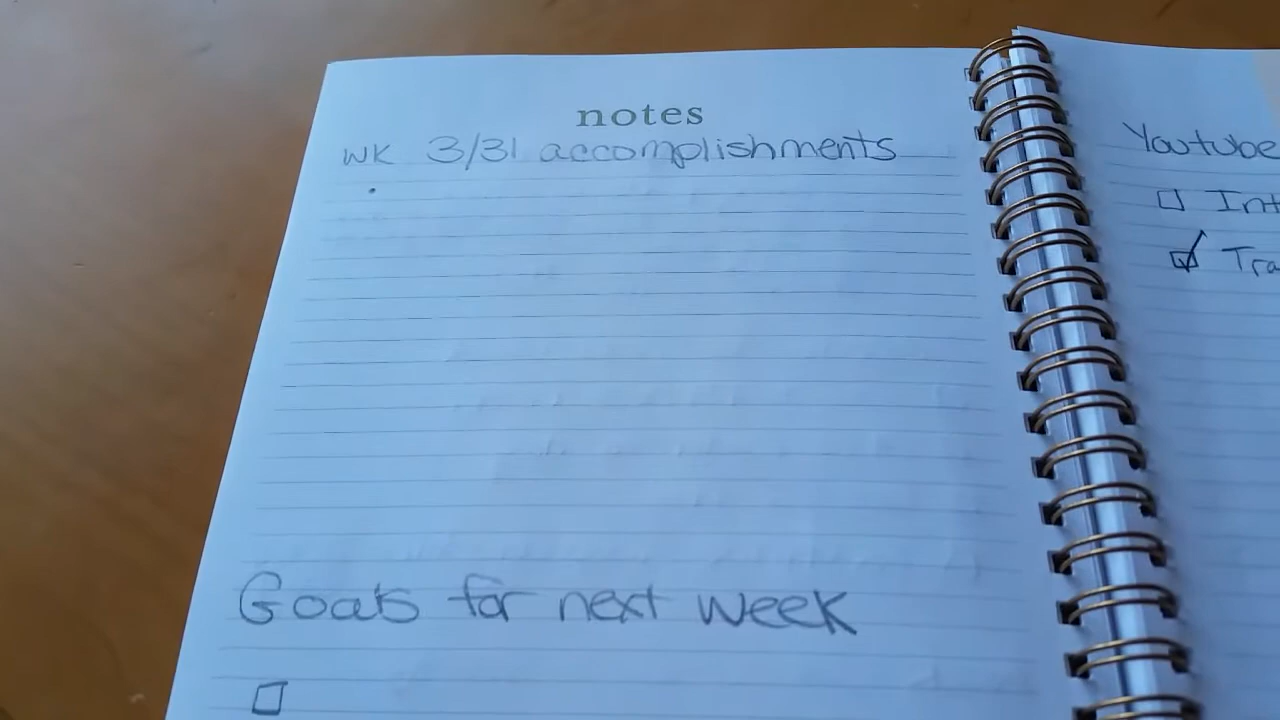 notes
WK 3/31 accomplishments
Goals for next week
Youtube